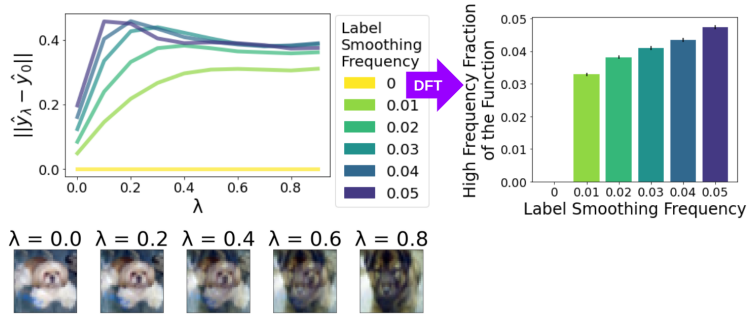 ||ŷλ − ŷ0||
0.4
0.2
0.0
0.0 0.2 0.4 0.6 0.8
λ
Label
Smoothing
Frequency
0
0.01
0.02
0.03
0.04
0.05
DFT
High Frequency Fraction
of the Function
0.05
0.04
0.03
0.02
0.01
0.00
0 0.01 0.02 0.03 0.04 0.05
Label Smoothing Frequency
λ = 0.0 λ = 0.2 λ = 0.4 λ = 0.6 λ = 0.8